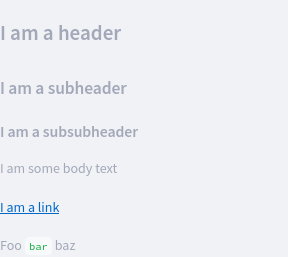 I am a header
I am a subheader
I am a subsubheader
I am some body text
I am a link
Foo bar baz